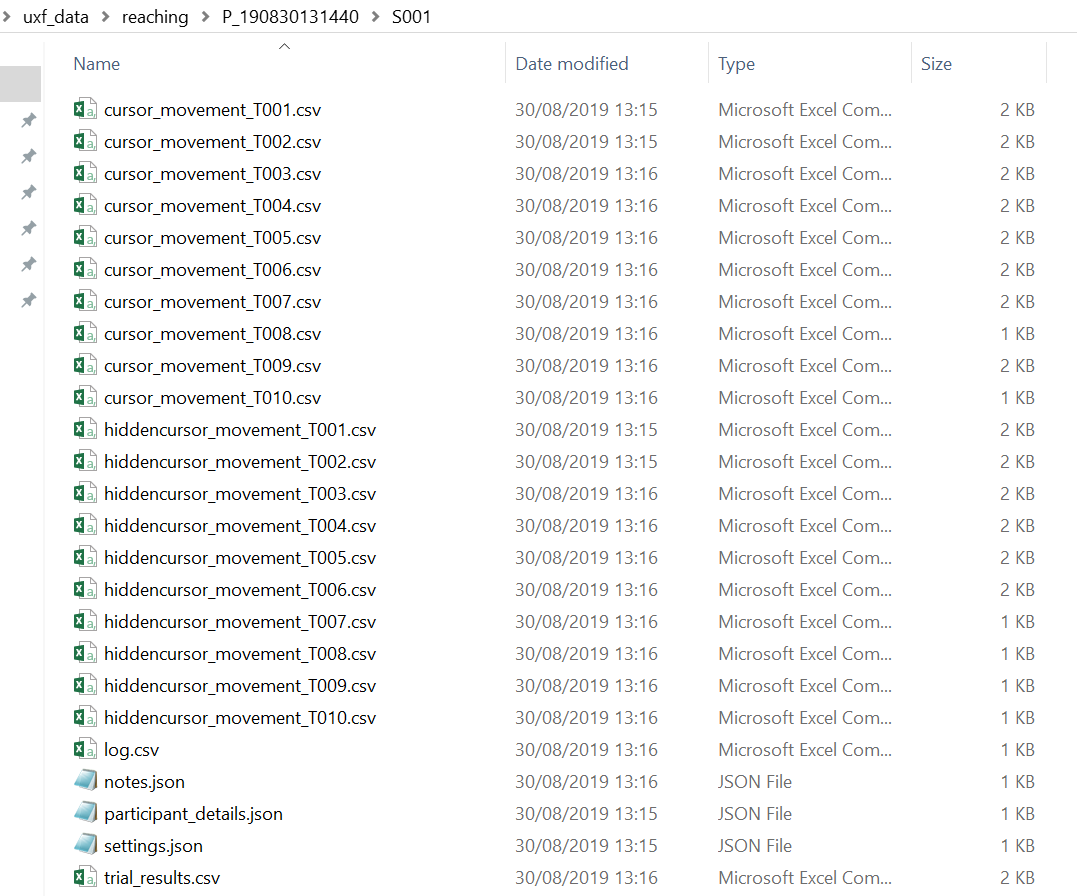 uxf_data > reaching > P_190830131440 > S001
Name Date modified Type Size
cursor_movement_T001.csv 30/08/2019 13:15 Microsoft Excel Com... 2 KB
cursor_movement_T002.csv 30/08/2019 13:15 Microsoft Excel Com... 2 KB
cursor_movement_T003.csv 30/08/2019 13:16 Microsoft Excel Com... 2 KB
cursor_movement_T004.csv 30/08/2019 13:16 Microsoft Excel Com... 2 KB
cursor_movement_T005.csv 30/08/2019 13:16 Microsoft Excel Com... 2 KB
cursor_movement_T006.csv 30/08/2019 13:16 Microsoft Excel Com... 2 KB
cursor_movement_T007.csv 30/08/2019 13:16 Microsoft Excel Com... 2 KB
cursor_movement_T008.csv 30/08/2019 13:16 Microsoft Excel Com... 1 KB
cursor_movement_T009.csv 30/08/2019 13:16 Microsoft Excel Com... 2 KB
cursor_movement_T010.csv 30/08/2019 13:16 Microsoft Excel Com... 1 KB
hiddencursor_movement_T001.csv 30/08/2019 13:15 Microsoft Excel Com... 2 KB
hiddencursor_movement_T002.csv 30/08/2019 13:15 Microsoft Excel Com... 2 KB
hiddencursor_movement_T003.csv 30/08/2019 13:16 Microsoft Excel Com... 2 KB
hiddencursor_movement_T004.csv 30/08/2019 13:16 Microsoft Excel Com... 2 KB
hiddencursor_movement_T005.csv 30/08/2019 13:16 Microsoft Excel Com... 2 KB
hiddencursor_movement_T006.csv 30/08/2019 13:16 Microsoft Excel Com... 2 KB
hiddencursor_movement_T007.csv 30/08/2019 13:16 Microsoft Excel Com... 1 KB
hiddencursor_movement_T008.csv 30/08/2019 13:16 Microsoft Excel Com... 1 KB
hiddencursor_movement_T009.csv 30/08/2019 13:16 Microsoft Excel Com... 1 KB
hiddencursor_movement_T010.csv 30/08/2019 13:16 Microsoft Excel Com... 1 KB
log.csv 30/08/2019 13:16 Microsoft Excel Com... 1 KB
notes.json 30/08/2019 13:16 JSON File 1 KB
participant_details.json 30/08/2019 13:15 JSON File 1 KB
settings.json 30/08/2019 13:15 JSON File 1 KB
trial_results.csv 30/08/2019 13:16 Microsoft Excel Com... 2 KB